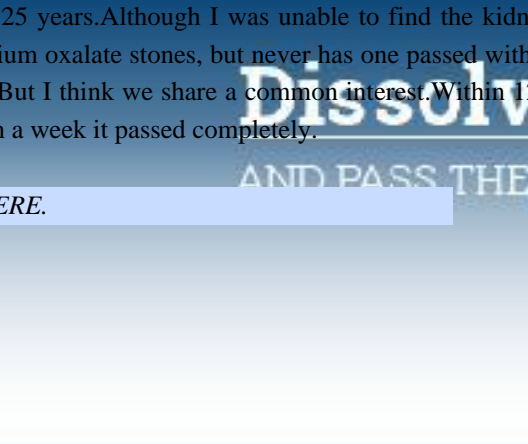 25 years.Although I was unable to find the kidn
ium oxalate stones, but never has one passed with
But I think we share a common interest.Within 12
n a week it passed completely.
Dissolv
AND PASS THE
ERE.